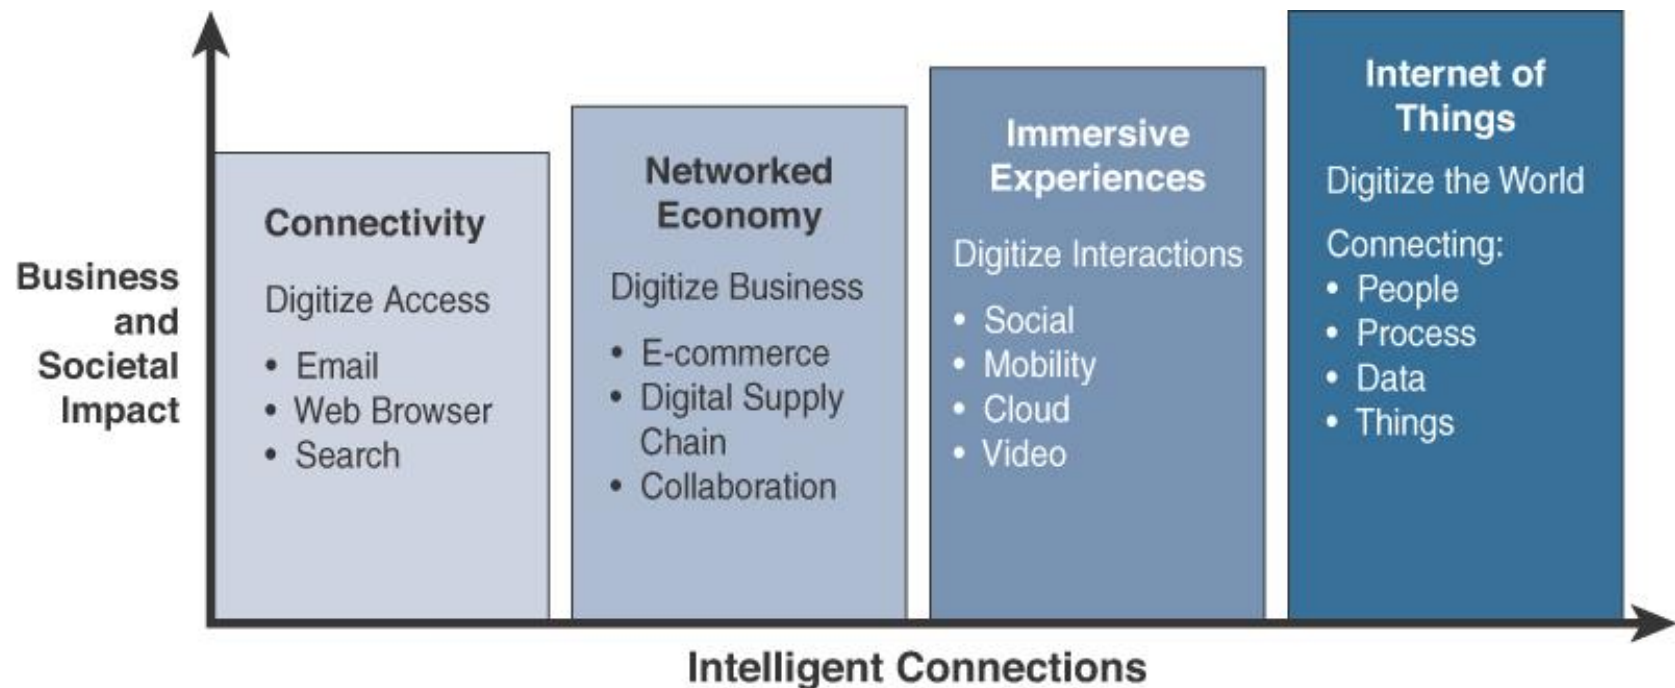 Business
and
Societal
Impact
Connectivity
Digitize Access
• Email
• Web Browser
• Search
Networked
Economy
Digitize Business
• E-commerce
• Digital Supply
Chain
• Collaboration
Immersive
Experiences
Digitize Interactions
• Social
• Mobility
• Cloud
• Video
Internet of
Things
Digitize the World
Connecting:
• People
• Process
• Data
• Things
Intelligent Connections